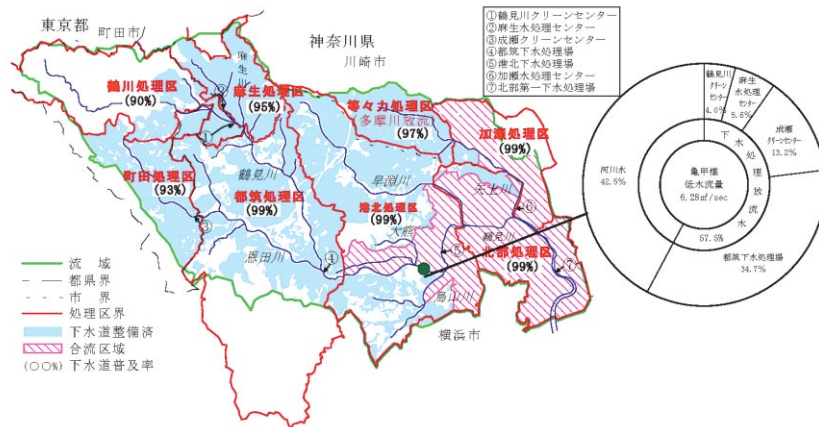 東京都
町田市
神奈川県
川崎市
①鶴見川クリーンセンター
②麻生水処理センター
③成瀬クリーンセンター
④都筑下水処理場
⑤港北下水処理場
⑥加瀬水処理センター
⑦北部第一下水処理場
鶴川処理区
(90%)
麻生川
麻生処理区
(95%)
等々力処理区
(多摩川放流)
(97%)
加瀬処理区
(99%)
町田処理区
(93%)
鶴見川
都筑処理区
(99%)
早淵川
港北処理区
(99%)
大熊
矢上川
鶴見川
北部処理区
(99%)
恩田川
鳥山川
横浜市
①
②
③
④
⑤
⑥
⑦
流域
都県界
市界
処理区界
下水道整備済
合流区域
(○○%)下水道普及率
鶴見川
クリーン
センター
4.0%
麻生
水処理
センター
5.6%
成瀬
クリーンセンター
13.2%
河川水
42.5%
下水処理放流水
57.5%
亀甲橋
低水流量
6.28㎥/sec
都筑下水処理場
34.7%